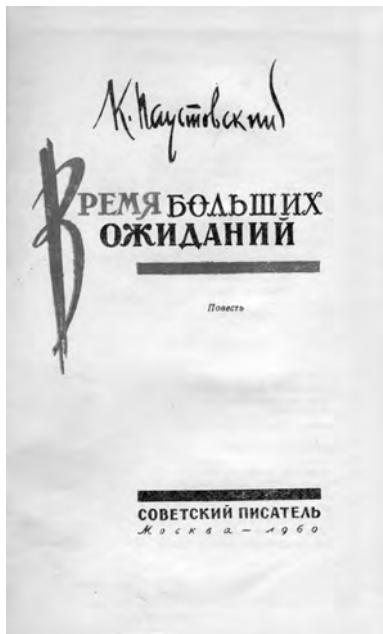 К. Паустовский
ВРЕМЯ БОЛЬШИХ
ОЖИДАНИЙ
Повесть
СОВЕТСКИЙ ПИСАТЕЛЬ
Москва — 1960